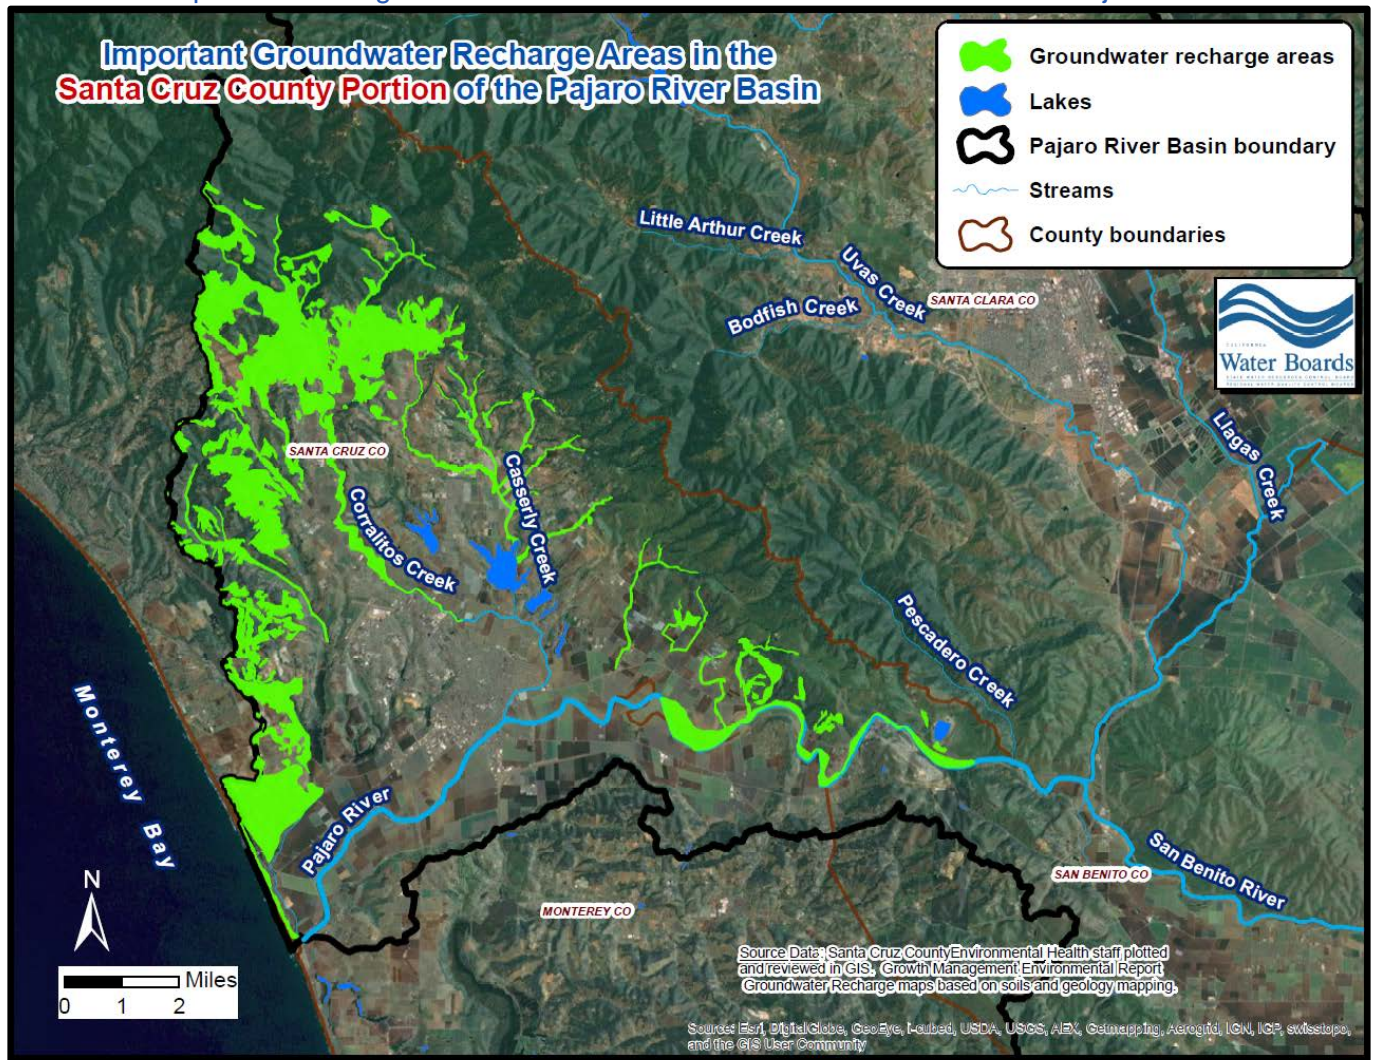 Important Groundwater Recharge Areas in the
Santa Cruz County Portion of the Pajaro River Basin
Groundwater recharge areas
Lakes
Pajaro River Basin boundary
Streams
County boundaries
Little Arthur Creek
Uvas Creek
Bodfish Creek
SANTA CLARA CO
CALIFORNIA
Water Boards
Llagas Creek
SANTA CRUZ CO
Casserly Creek
Corralitos Creek
Pescadero Creek
Monterey Bay
Pajaro River
San Benito River
SAN BENITO CO
MONTEREY CO
N
Miles
0 1 2
Source Data: Santa Cruz CountyEnvironmental Health staff plotted
and reviewed in GIS. Growth Management Environmental Report
Groundwater Recharge maps based on soils and geology mapping.
Source: Esri, DigitalGlobe, GeoEye, i-cubed, USDA, USGS, AEX, Getmapping, Aerogrid, IGN, IGP, swisstopo,
and the GIS User Community